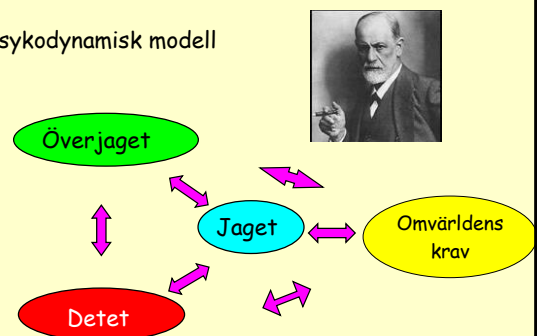 sykodynamisk modell
Överjaget
Jaget
Omvärldens
krav
Detet